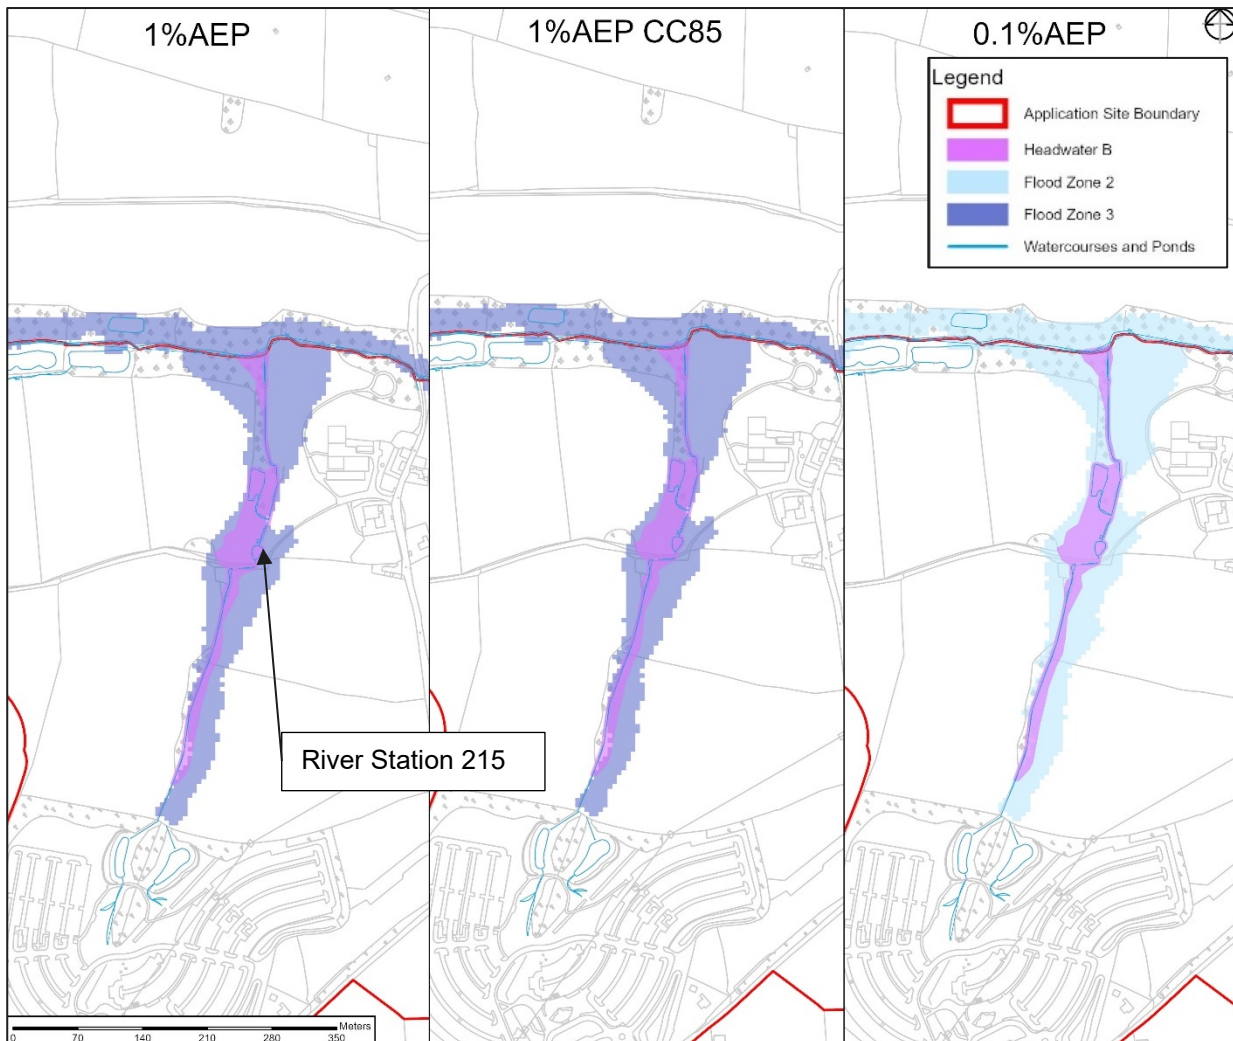 1%AEP
1%AEP CC85
0.1%AEP
Legend
Application Site Boundary
Headwater B
Flood Zone 2
Flood Zone 3
Watercourses and Ponds
River Station 215
Meters
0 70 140 210 280 350